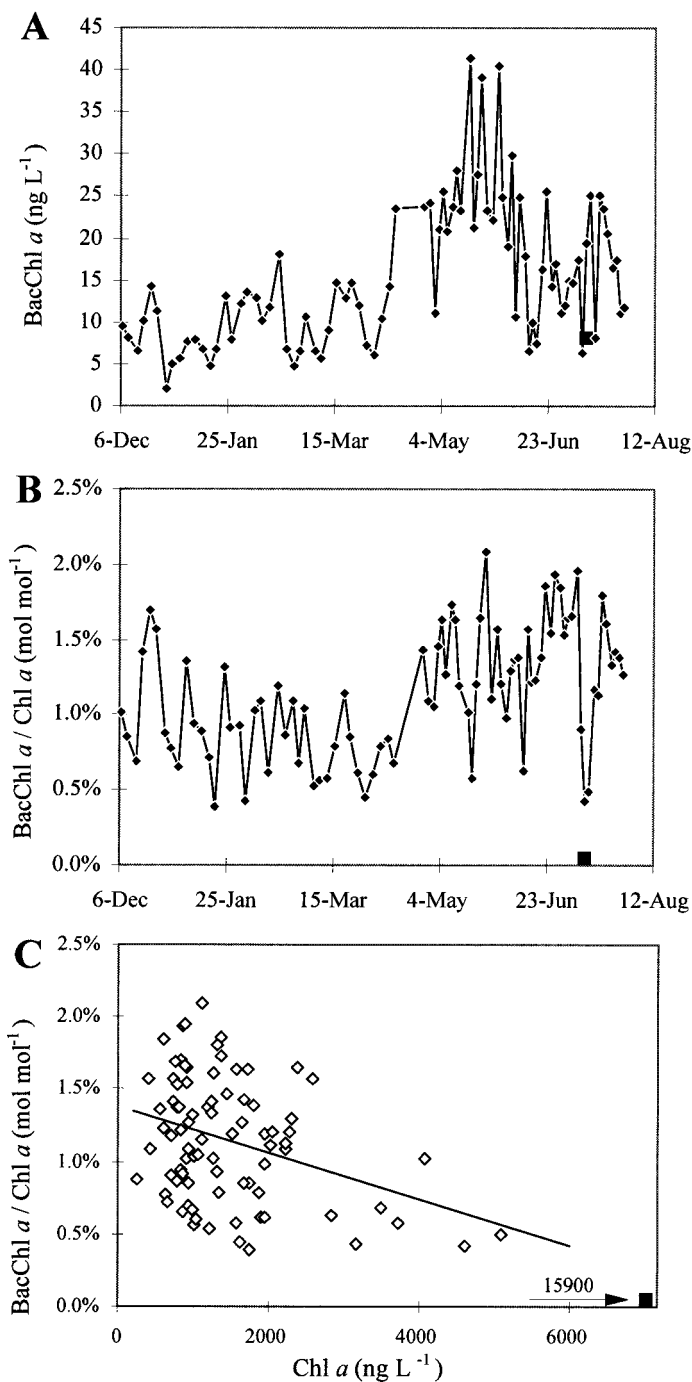 A
BacChl a (ng L-1)
45
40
35
30
25
20
15
10
5
0
6-Dec 25-Jan 15-Mar 4-May 23-Jun 12-Aug
B
BacChl a / Chl a (mol mol-1)
2.5%
2.0%
1.5%
1.0%
0.5%
0.0%
6-Dec 25-Jan 15-Mar 4-May 23-Jun 12-Aug
C
BacChl a / Chl a (mol mol-1)
2.5%
2.0%
1.5%
1.0%
0.5%
0.0%
15900
0 2000 4000 6000
Chl a (ng L -1)